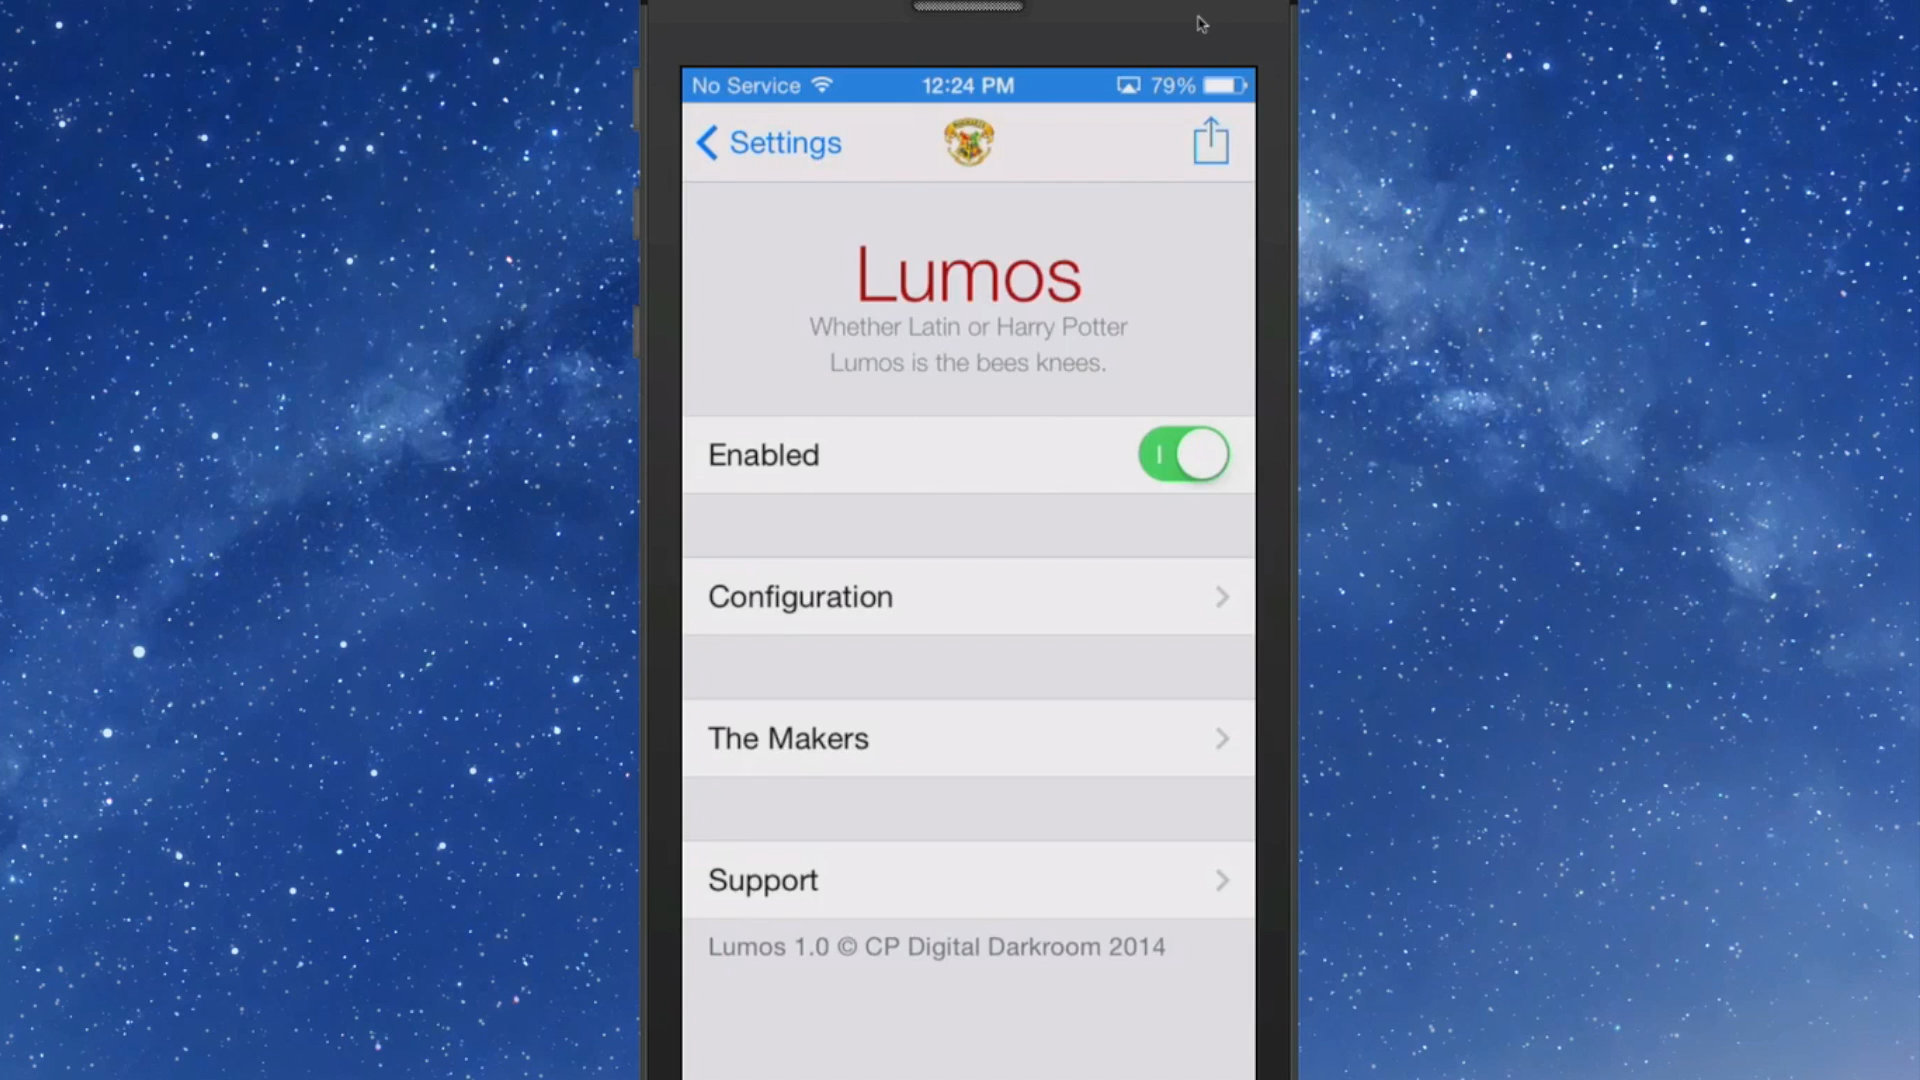 No Service 12:24 PM 79%
Settings
Lumos
Whether Latin or Harry Potter
Lumos is the bees knees.
Enabled
Configuration
The Makers
Support
Lumos 1.0 © CP Digital Darkroom 2014